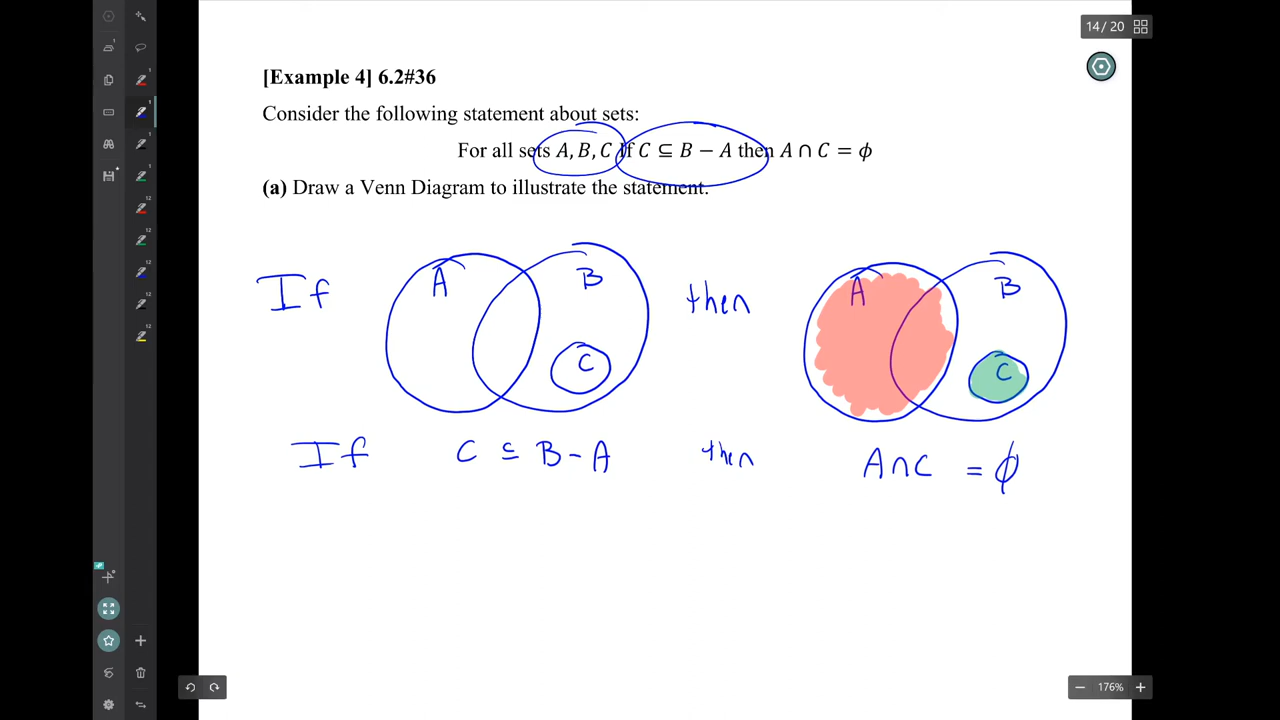 14 / 20
[Example 4] 6.2#36
Consider the following statement about sets:
For all sets A, B, C if C ⊆ B − A then A ∩ C = ϕ
(a) Draw a Venn Diagram to illustrate the statement.
If A B C then A B C
If C ⊆ B - A then A ∩ C = ϕ
176%